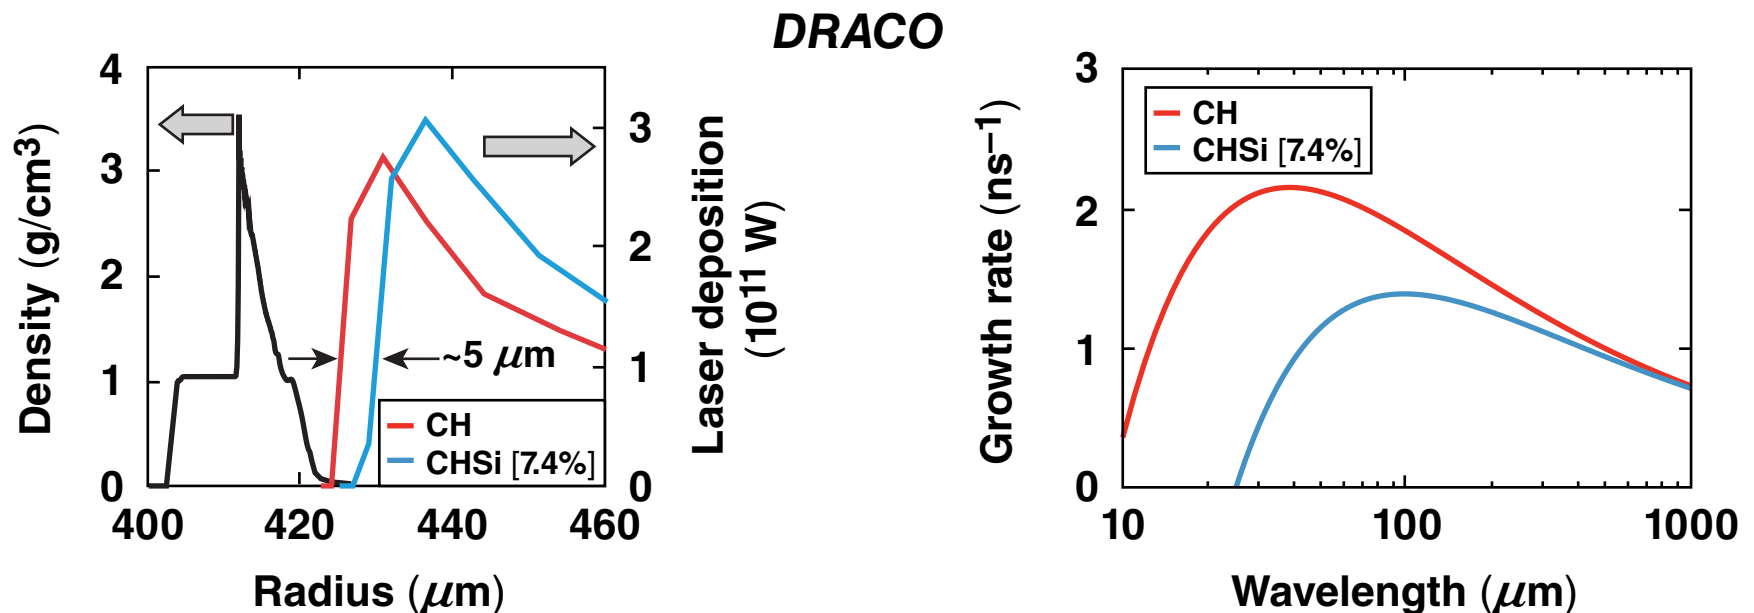 DRACO
Density (g/cm³)
4
3
2
1
0
400
420
440
460
Radius (μm)
3
2
1
0
Laser deposition
(10¹¹ W)
~5 μm
CH
CHSi [7.4%]
Growth rate (ns⁻¹)
3
2
1
0
10
100
1000
Wavelength (μm)
CH
CHSi [7.4%]